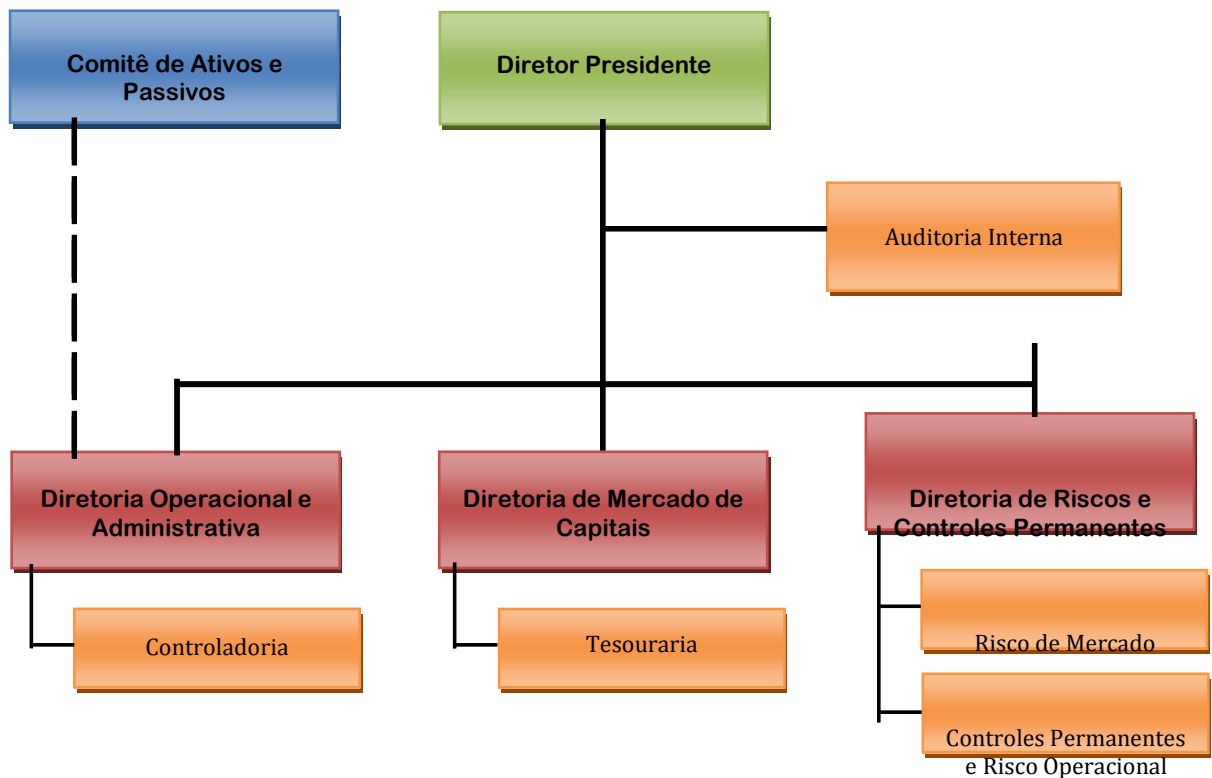 Comitê de Ativos e
Passivos
Diretor Presidente
Auditoria Interna
Diretoria Operacional e
Administrativa
Diretoria de Mercado de
Capitais
Diretoria de Riscos e
Controles Permanentes
Controladoria
Tesouraria
Risco de Mercado
Controles Permanentes
e Risco Operacional